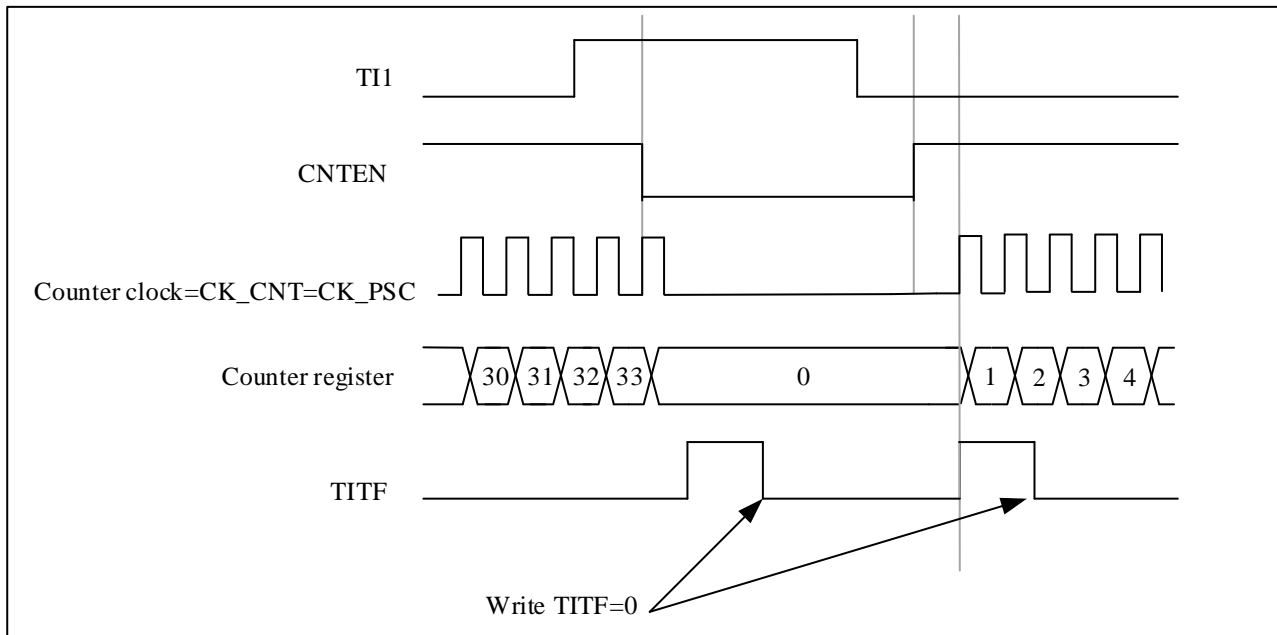 TI1
CNTEN
Counter clock=CK_CNT=CK_PSC
Counter register
30 31 32 33 0 1 2 3 4
TITF
Write TITF=0